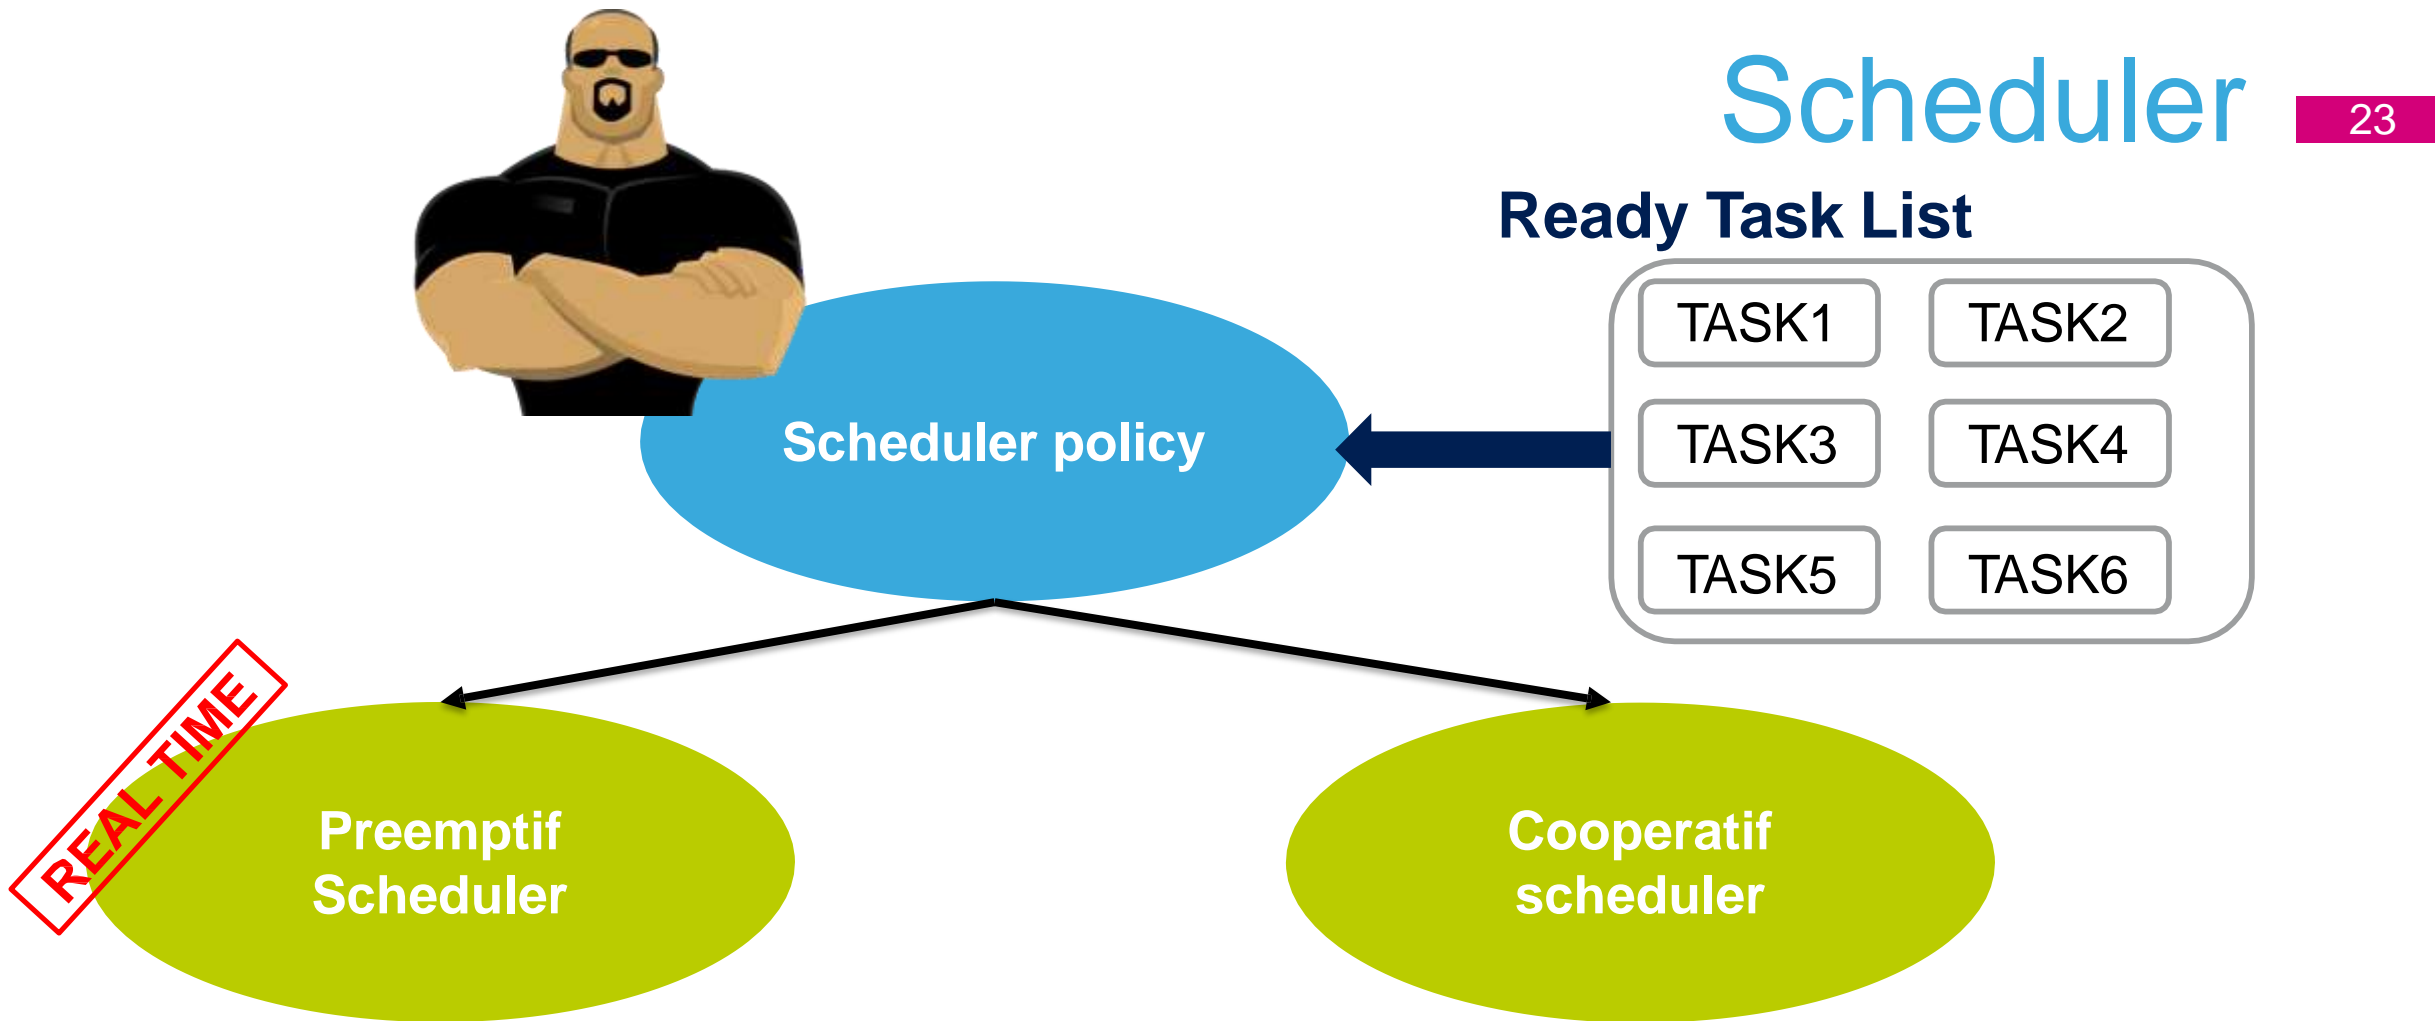 Scheduler
23
Ready Task List
TASK1 TASK2
TASK3 TASK4
TASK5 TASK6
Scheduler policy
REAL TIME
Preemptif
Scheduler
Cooperatif
scheduler